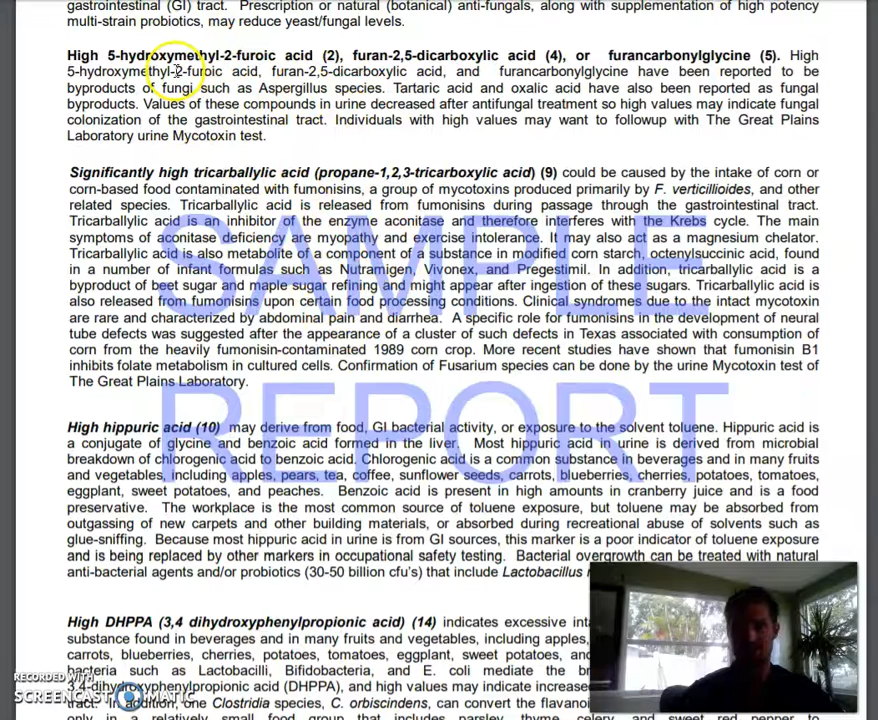 gastrointestinal (GI) tract. Prescription or natural (botanical) anti-fungals, along with supplementation of high potency
multi-strain probiotics, may reduce yeast/fungal levels.
High 5-hydroxymethyl-2-furoic acid (2), furan-2,5-dicarboxylic acid (4), or furancarbonylglycine (5). High
5-hydroxymethyl-2-furoic acid, furan-2,5-dicarboxylic acid, and furancarbonylglycine have been reported to be
byproducts of fungi such as Aspergillus species. Tartaric acid and oxalic acid have also been reported as fungal
byproducts. Values of these compounds in urine decreased after antifungal treatment so high values may indicate fungal
colonization of the gastrointestinal tract. Individuals with high values may want to followup with The Great Plains
Laboratory urine Mycotoxin test.
Significantly high tricarballylic acid (propane-1,2,3-tricarboxylic acid) (9) could be caused by the intake of corn or
corn-based food contaminated with fumonisins, a group of mycotoxins produced primarily by F. verticillioides, and other
related species. Tricarballylic acid is released from fumonisins during passage through the gastrointestinal tract.
Tricarballylic acid is an inhibitor of the enzyme aconitase and therefore interferes with the Krebs cycle. The main
symptoms of aconitase deficiency are myopathy and exercise intolerance. It may also act as a magnesium chelator.
Tricarballylic acid is also metabolite of a component of substance in modified corn starch, octenylsuccinic acid, found
in a number of infant formulas such as Nutramigen, Vivonex, and Pregestimil. In addition, tricarballylic acid is a
byproduct of beet sugar and maple sugar refining and might appear after ingestion of these sugars. Tricarballylic acid is
also released from fumonisins upon certain food processing conditions. Clinical syndromes due to the intact mycotoxin
are rare and characterized by abdominal pain and diarrhea. A specific role for fumonisins in the development of neural
tube defects was suggested after the appearance of a cluster of such defects in Texas associated with consumption of
corn from the heavily fumonisin-contaminated 1989 corn crop. More recent studies have shown that fumonisin B1
inhibits folate metabolism in cultured cells. Confirmation of Fusarium species can be done by the urine Mycotoxin test of
The Great Plains Laboratory.
SAMPLE
REPORT
High hippuric acid (10) may derive from food, GI bacterial activity, or exposure to the solvent toluene. Hippuric acid is
a conjugate of glycine and benzoic acid formed in the liver. Most hippuric acid in urine is derived from microbial
breakdown of chlorogenic acid to benzoic acid. Chlorogenic acid is a common substance in beverages and in many fruits
and vegetables, including apples, pears, tea, coffee, sunflower seeds, carrots, blueberries, cherries, potatoes, tomatoes,
eggplant, sweet potatoes, and peaches. Benzoic acid is present in high amounts in cranberry juice and is a food
preservative. The workplace is the most common source of toluene exposure, but toluene may be absorbed from
outgassing of new carpets and other building materials, or absorbed during recreational abuse of solvents such as
glue-sniffing. Because most hippuric acid in urine is from GI sources, this marker is a poor indicator of toluene exposure
and is being replaced by other markers in occupational safety testing. Bacterial overgrowth can be treated with natural
anti-bacterial agents and/or probiotics (30-50 billion cfu's) that include Lactobacillus
High DHPPA (3,4 dihydroxyphenylpropionic acid) (14) indicates excessive
substance found in beverages and in many fruits and vegetables, including apples,
carrots, blueberries, cherries, potatoes, tomatoes, eggplant, sweet potatoes,
bacteria such as Lactobacilli, Bifidobacteria, and E. coli mediate the
3,4-dihydroxyphenylpropionic acid (DHPPA), and high values may indicate
tract. In addition, one Clostridia species, C. orbiscindens, can convert the
only in a relatively small food group that includes parsley, thyme, celery, and sweet red pepper to
RECORDED WITH
SCREENCAST MATIC